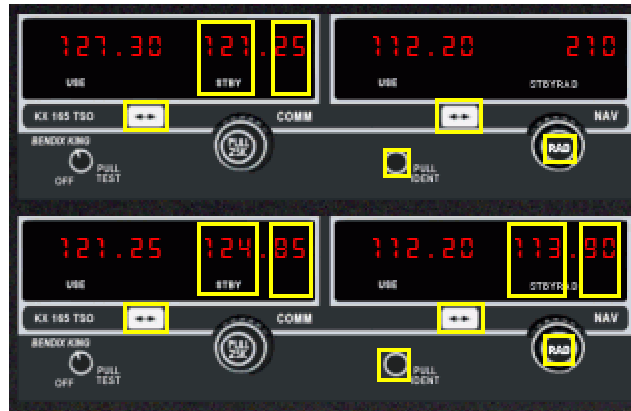 127.30 121.25 112.20 210
USE STBY USE STBYRAD
KX 165 TSO ↔ COMM ↔ NAV
BENDIX KING
PULL 25K
RAD
PULL TEST
OFF
PULL IDENT
121.25 124.85 112.20 113.90
USE STBY USE STBYRAD
KX 165 TSO ↔ COMM ↔ NAV
BENDIX KING
PULL 25K
RAD
PULL TEST
OFF
PULL IDENT